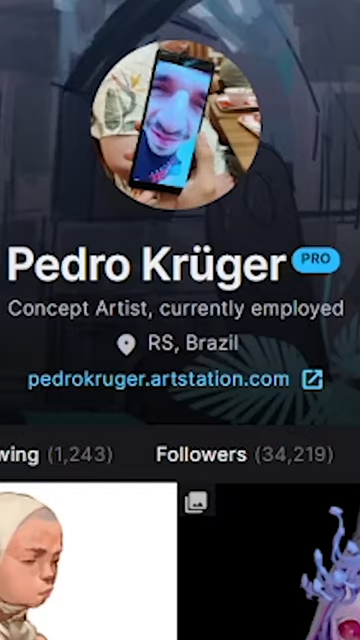 Pedro Krüger PRO
Concept Artist, currently employed
RS, Brazil
pedrokruger.artstation.com
wing (1,243) Followers (34,219)